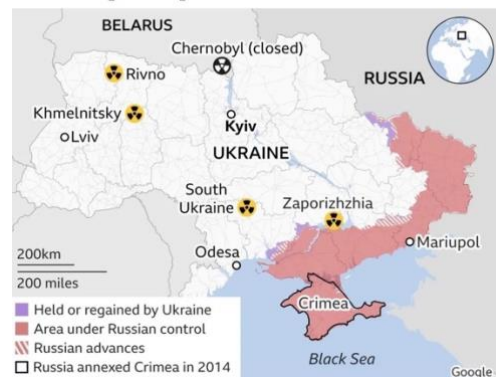 BELARUS
Chernobyl (closed)
Rivno
RUSSIA
Khmelnitsky
Lviv
Kyiv
UKRAINE
South
Ukraine
Zaporizhzhia
200km
200 miles
Odesa
Mariupol
Held or regained by Ukraine
Area under Russian control
Russian advances
Russia annexed Crimea in 2014
Crimea
Black Sea
Google